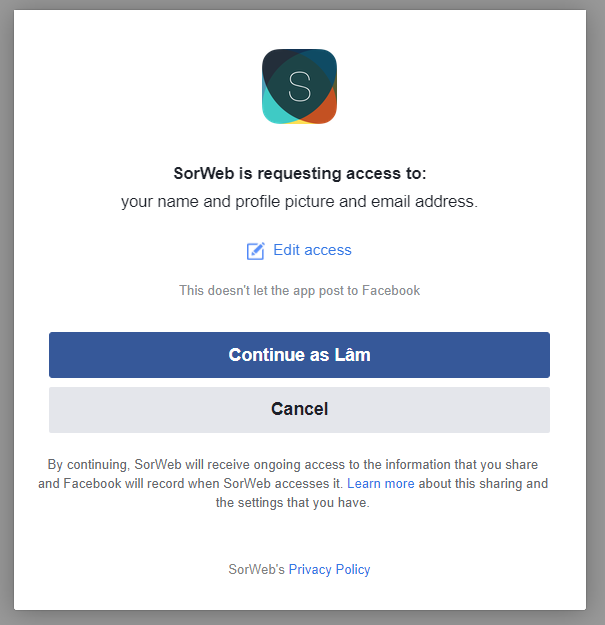 S
SorWeb is requesting access to:
your name and profile picture and email address.
Edit access
This doesn't let the app post to Facebook
Continue as Lâm
Cancel
By continuing, SorWeb will receive ongoing access to the information that you share
and Facebook will record when SorWeb accesses it. Learn more about this sharing and
the settings that you have.
SorWeb's Privacy Policy